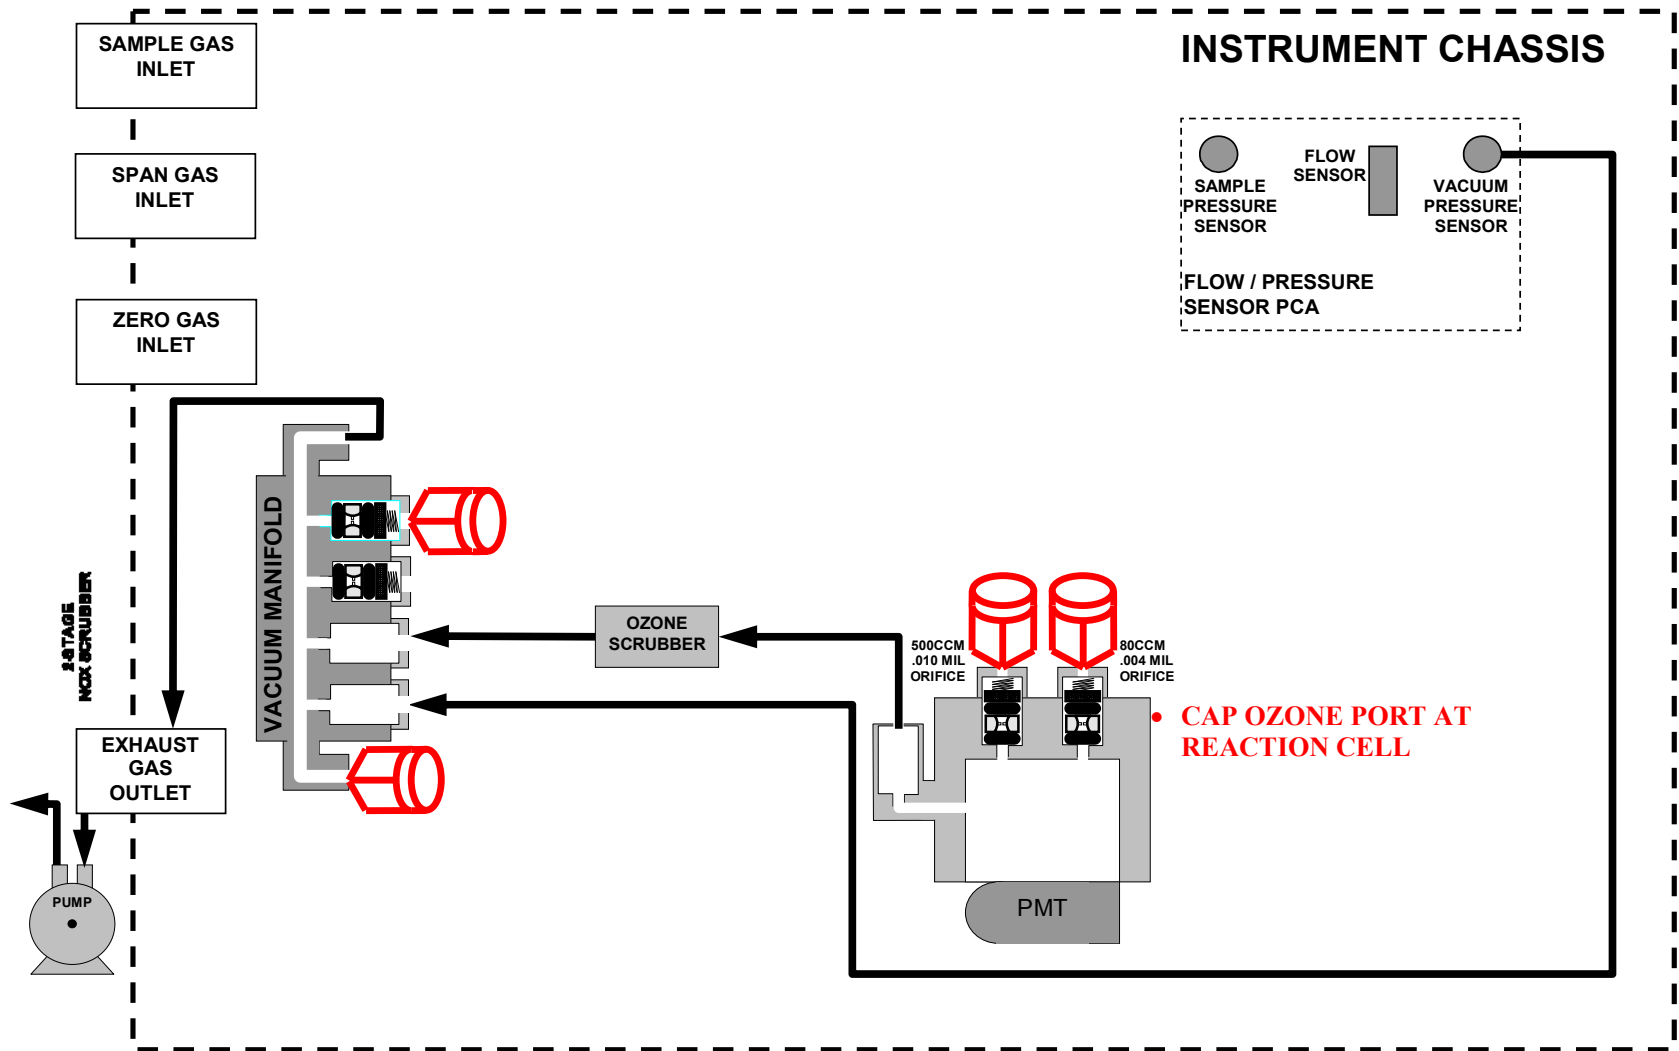 SAMPLE GAS
INLET
INSTRUMENT CHASSIS
SPAN GAS
INLET
SAMPLE
PRESSURE
SENSOR
FLOW
SENSOR
VACUUM
PRESSURE
SENSOR
FLOW / PRESSURE
SENSOR PCA
ZERO GAS
INLET
VACUUM MANIFOLD
2-STAGE
NOX SCRUBBER
OZONE
SCRUBBER
500CCM
.010 MIL
ORIFICE
80CCM
.004 MIL
ORIFICE
• CAP OZONE PORT AT
REACTION CELL
EXHAUST
GAS
OUTLET
PUMP
PMT